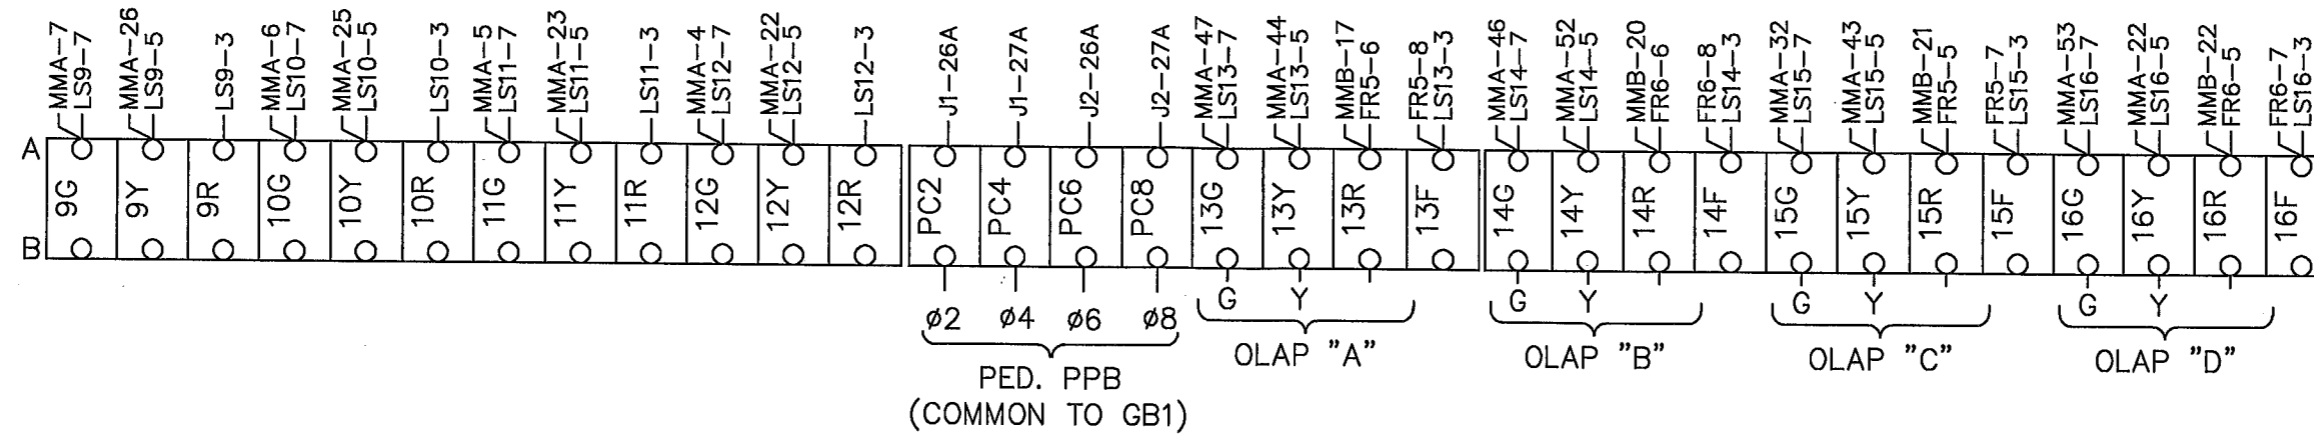 MMA-7
LS9-7
MMA-26
LS9-5
LS9-3
MMA-6
LS10-7
MMA-25
LS10-5
LS10-3
MMA-5
LS11-7
MMA-23
LS11-5
LS11-3
MMA-4
LS12-7
MMA-22
LS12-5
LS12-3
J1-26A
J1-27A
J2-26A
J2-27A
MMA-47
LS13-7
MMA-44
LS13-5
MMB-17
FR5-6
FR5-8
LS13-3
MMA-46
LS14-7
MMA-52
LS14-5
MMB-20
FR6-6
FR6-8
LS14-3
MMA-32
LS15-7
MMA-43
LS15-5
MMB-21
FR5-5
FR5-7
LS15-3
MMA-53
LS16-7
MMA-22
LS16-5
MMB-22
FR6-5
FR6-7
LS16-3
A
9G
9Y
9R
10G
10Y
10R
11G
11Y
11R
12G
12Y
12R
PC2
PC4
PC6
PC8
13G
13Y
13R
13F
14G
14Y
14R
14F
15G
15Y
15R
15F
16G
16Y
16R
16F
B
ø2 ø4 ø6 ø8
G Y
G Y
G Y
G Y
PED. PPB
(COMMON TO GB1)
OLAP "A"
OLAP "B"
OLAP "C"
OLAP "D"